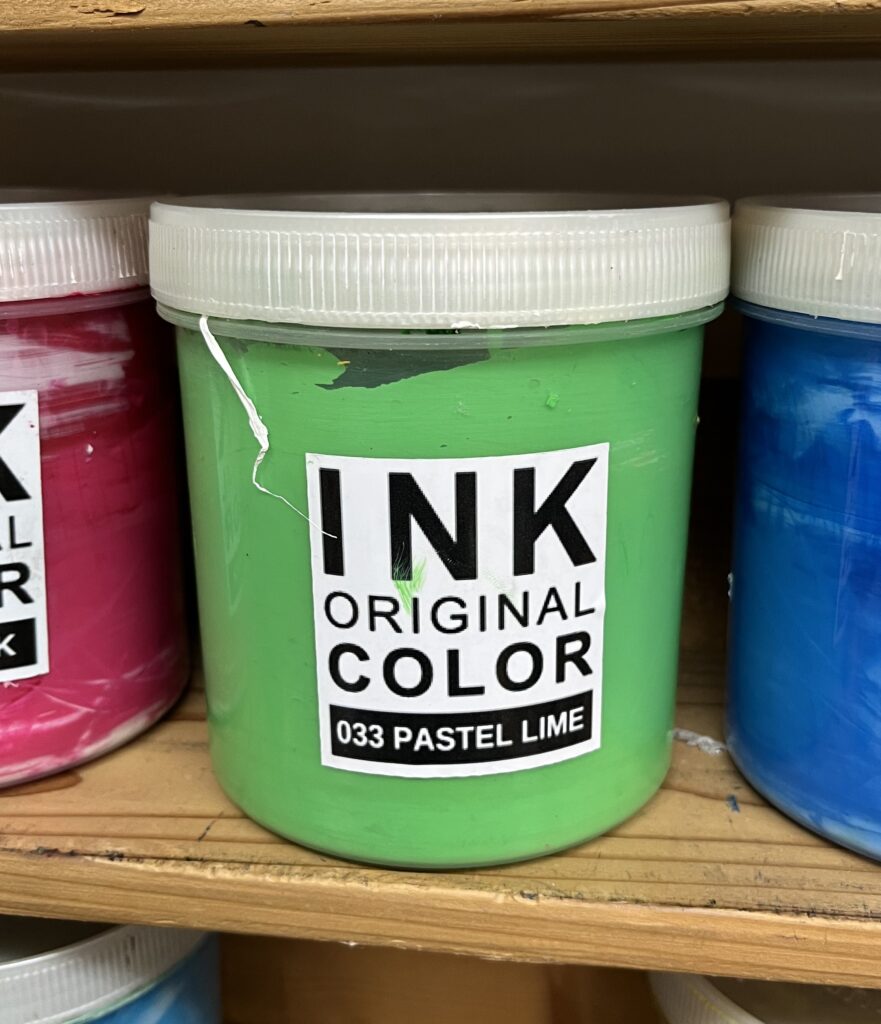 INK
ORIGINAL
COLOR
033 PASTEL LIME